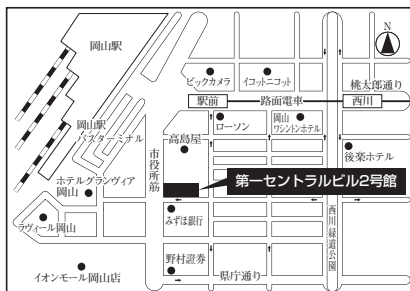 N
岡山駅
ビックカメラ
イコットニコット
桃太郎通り
駅前
路面電車
西川
岡山駅
バスターミナル
ローソン
岡山
ワシントンホテル
高島屋
市役所筋
後楽ホテル
ホテルグランヴィア
岡山
第一セントラルビル2号館
みずほ銀行
ラヴィール岡山
西川緑道公園
野村證券
イオンモール岡山店
県庁通り